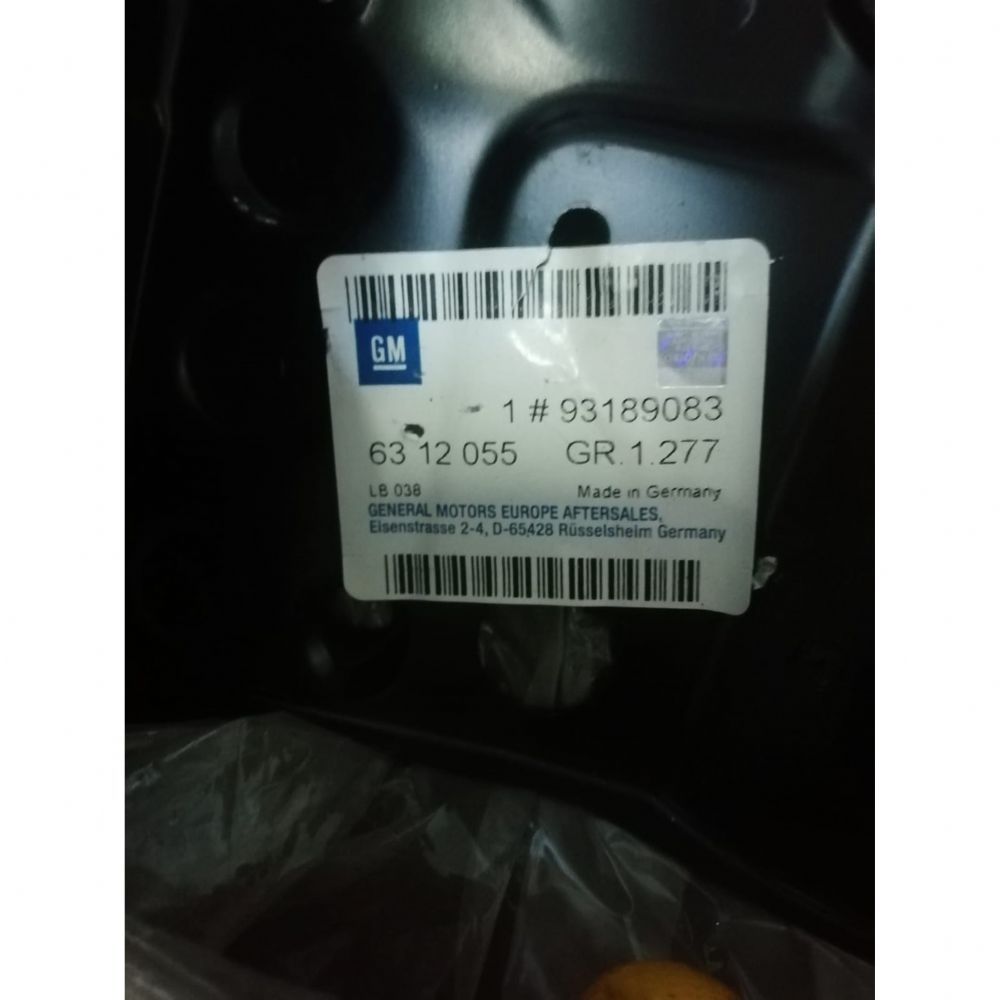 GM
1 # 93189083
63 12 055 GR.1.277
LB 038 Made in Germany
GENERAL MOTORS EUROPE AFTERSALES,
Eisenstrasse 2-4, D-65428 Rüsselsheim Germany